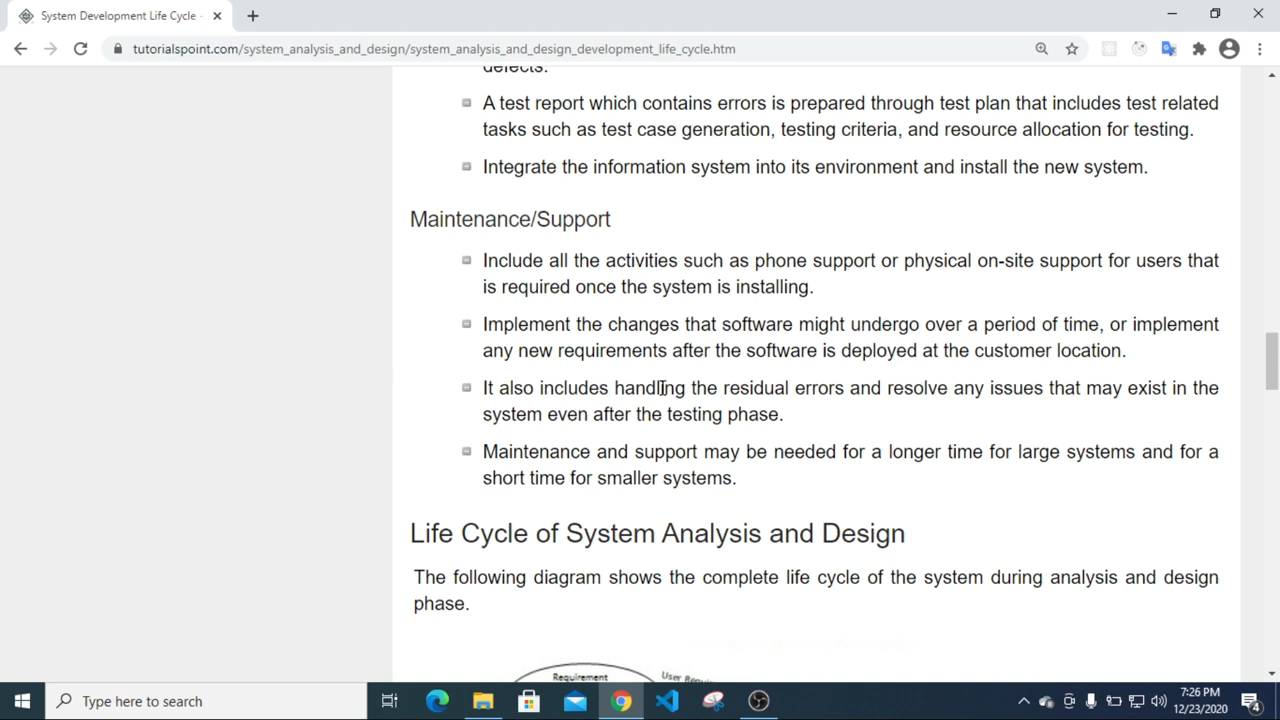 System Development Life Cycle -
tutorialspoint.com/system_analysis_and_design/system_analysis_and_design_development_life_cycle.htm
defects.
A test report which contains errors is prepared through test plan that includes test related
tasks such as test case generation, testing criteria, and resource allocation for testing.
Integrate the information system into its environment and install the new system.
Maintenance/Support
Include all the activities such as phone support or physical on-site support for users that
is required once the system is installing.
Implement the changes that software might undergo over a period of time, or implement
any new requirements after the software is deployed at the customer location.
It also includes handling the residual errors and resolve any issues that may exist in the
system even after the testing phase.
Maintenance and support may be needed for a longer time for large systems and for a
short time for smaller systems.
Life Cycle of System Analysis and Design
The following diagram shows the complete life cycle of the system during analysis and design
phase.
Requirement
User
Type here to search
7:26 PM
12/23/2020
4